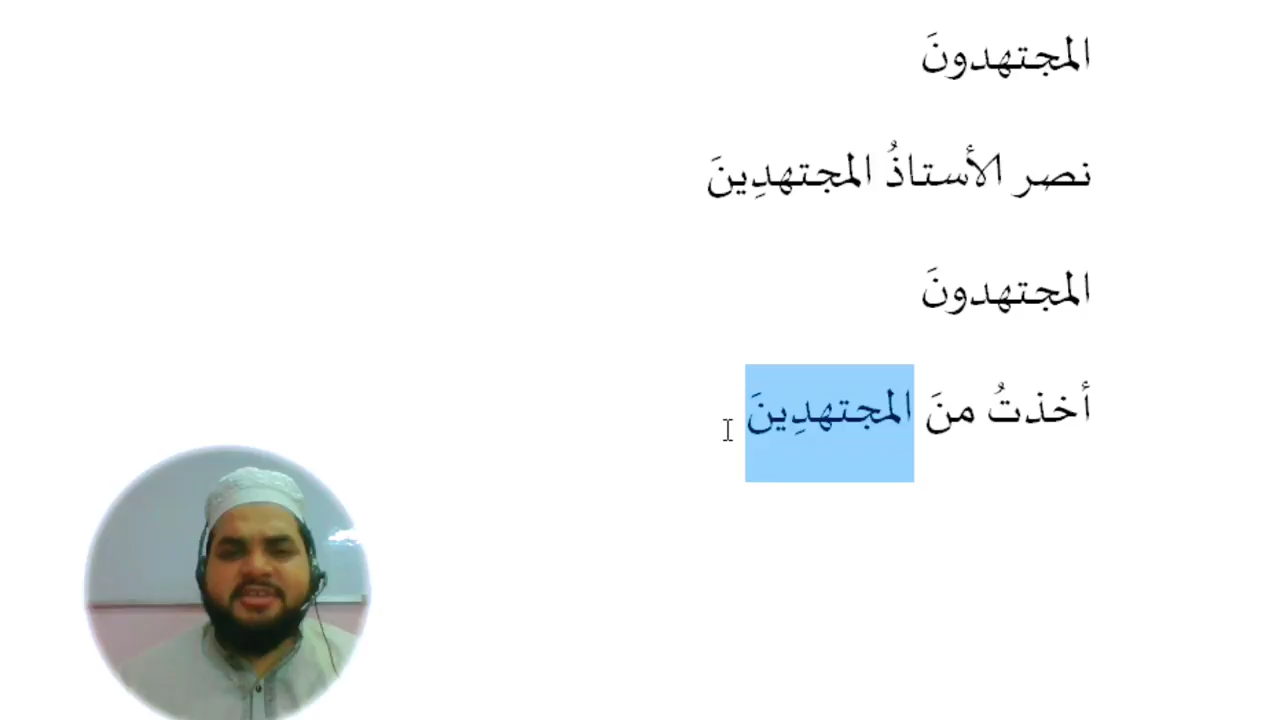 المجتهدونَ
نصر الأستاذُ المجتهدِينَ
المجتهدونَ
أخذتُ منَ المجتهدِينَ